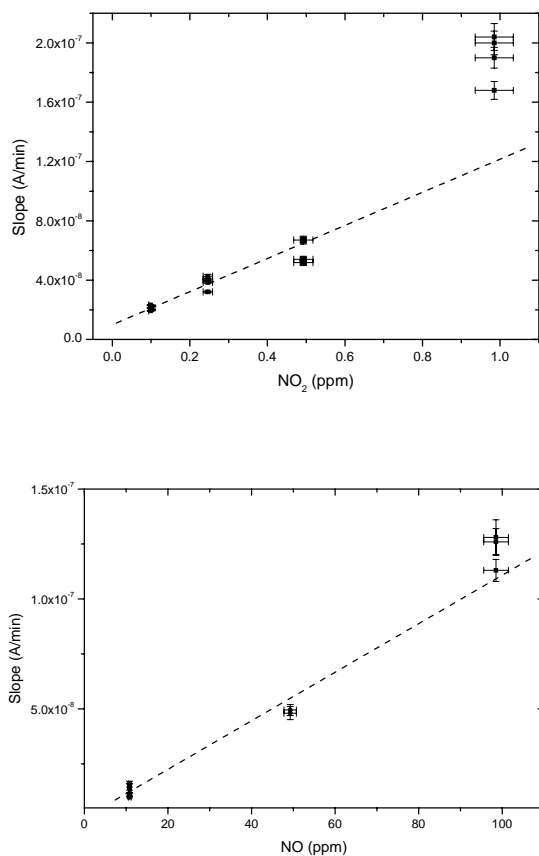 2.0x10⁻⁷
1.6x10⁻⁷
1.2x10⁻⁷
8.0x10⁻⁸
4.0x10⁻⁸
0.0
Slope (A/min)
0.0 0.2 0.4 0.6 0.8 1.0
NO₂ (ppm)
1.5x10⁻⁷
1.0x10⁻⁷
5.0x10⁻⁸
Slope (A/min)
0 20 40 60 80 100
NO (ppm)